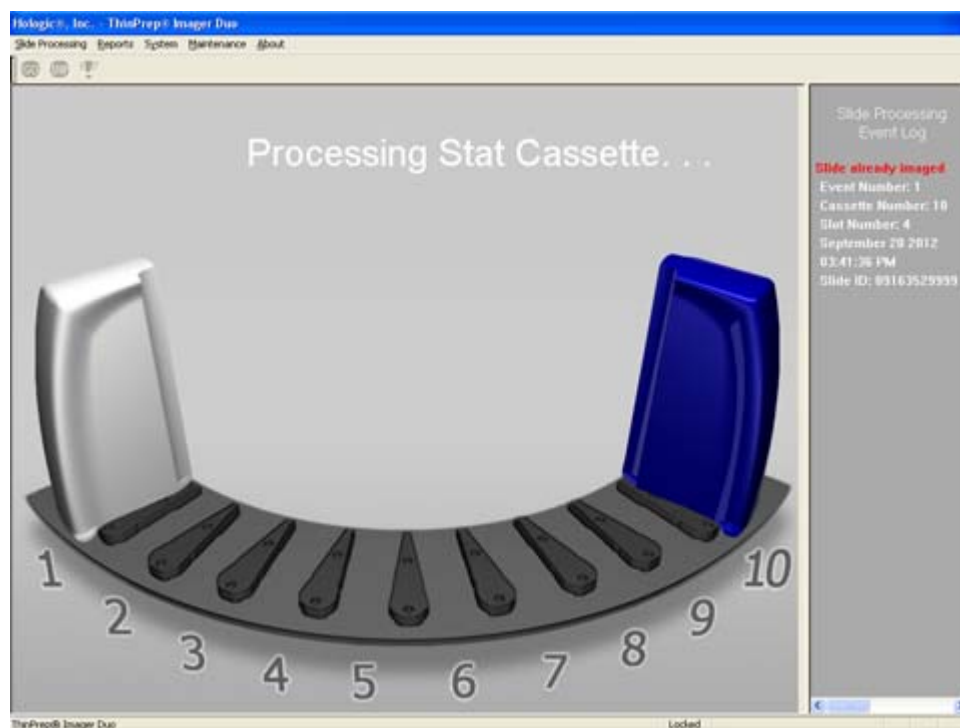 Hologic®, Inc. - ThinPrep® Imager Duo
Slide Processing Reports System Maintenance About
Processing Stat Cassette. . .
Slide Processing
Event Log
Slide already imaged
Event Number: 1
Cassette Number: 10
Slot Number: 4
September 20 2012
03:41:36 PM
Slide ID: 09163529999
1
2
3
4
5
6
7
8
9
10
ThinPrep® Imager Duo Locked